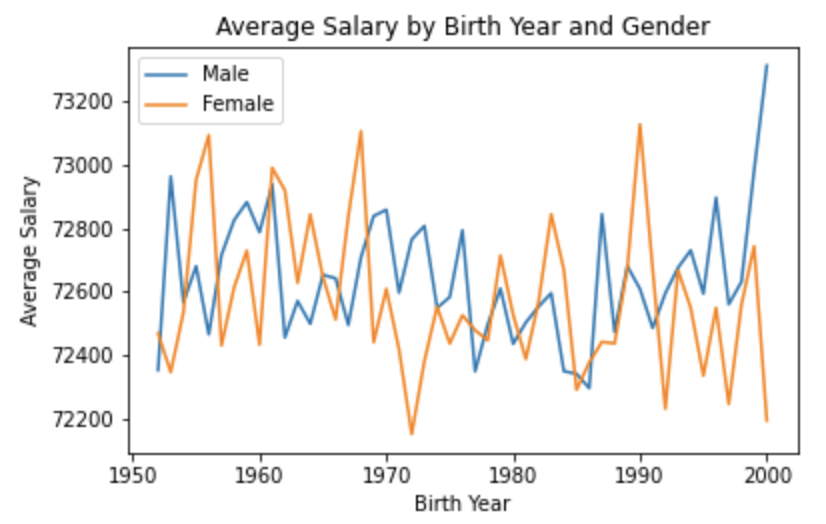 Average Salary by Birth Year and Gender
Male
Female
73200
73000
72800
72600
72400
72200
Average Salary
1950 1960 1970 1980 1990 2000
Birth Year